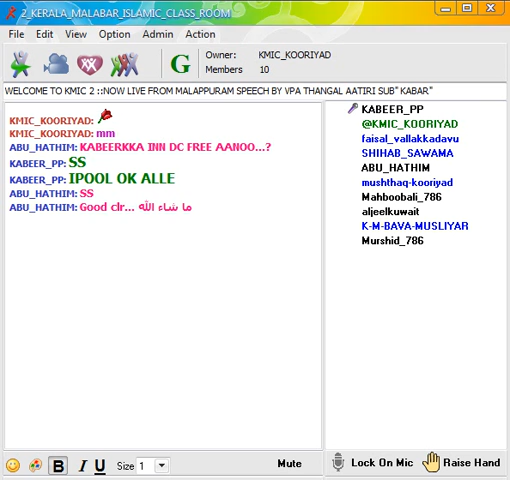 2_KERALA_MALABAR_ISLAMIC_CLASS_ROOM
File Edit View Option Admin Action
G
Owner: KMIC_KOORIYAD
Members 10
WELCOME TO KMIC 2 ::NOW LIVE FROM MALAPPURAM SPEECH BY VPA THANGAL AATIRI SUB" KABAR"
KMIC_KOORIYAD:
KMIC_KOORIYAD: mm
ABU_HATHIM: KABEERKKA INN DC FREE AANOO...?
KABEER_PP: SS
KABEER_PP: IPOOL OK ALLE
ABU_HATHIM: SS
ABU_HATHIM: Good clr... ما شاء الله
KABEER_PP
@KMIC_KOORIYAD
faisal_vallakkadavu
SHIHAB_SAWAMA
ABU_HATHIM
mushthaq-kooriyad
Mahboobali_786
aljeelkuwait
K-M-BAVA-MUSLIYAR
Murshid_786
B I U Size 1 Mute
Lock On Mic Raise Hand